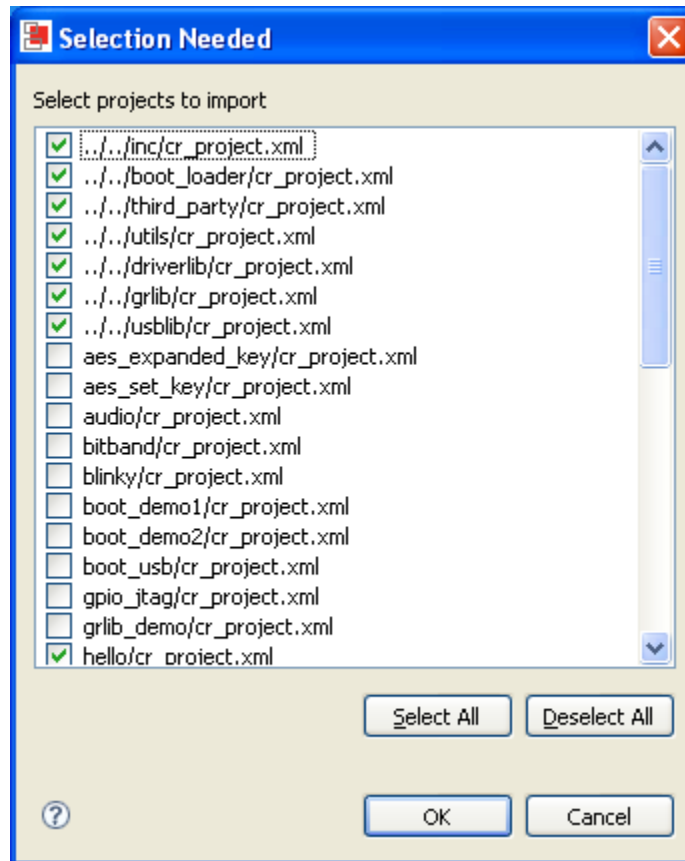 Selection Needed
Select projects to import
../../inc/cr_project.xml
../../boot_loader/cr_project.xml
../../third_party/cr_project.xml
../../utils/cr_project.xml
../../driverlib/cr_project.xml
../../grlib/cr_project.xml
../../usblib/cr_project.xml
aes_expanded_key/cr_project.xml
aes_set_key/cr_project.xml
audio/cr_project.xml
bitband/cr_project.xml
blinky/cr_project.xml
boot_demo1/cr_project.xml
boot_demo2/cr_project.xml
boot_usb/cr_project.xml
gpio_jtag/cr_project.xml
grlib_demo/cr_project.xml
hello/cr_project.xml
Select All Deselect All
? OK Cancel